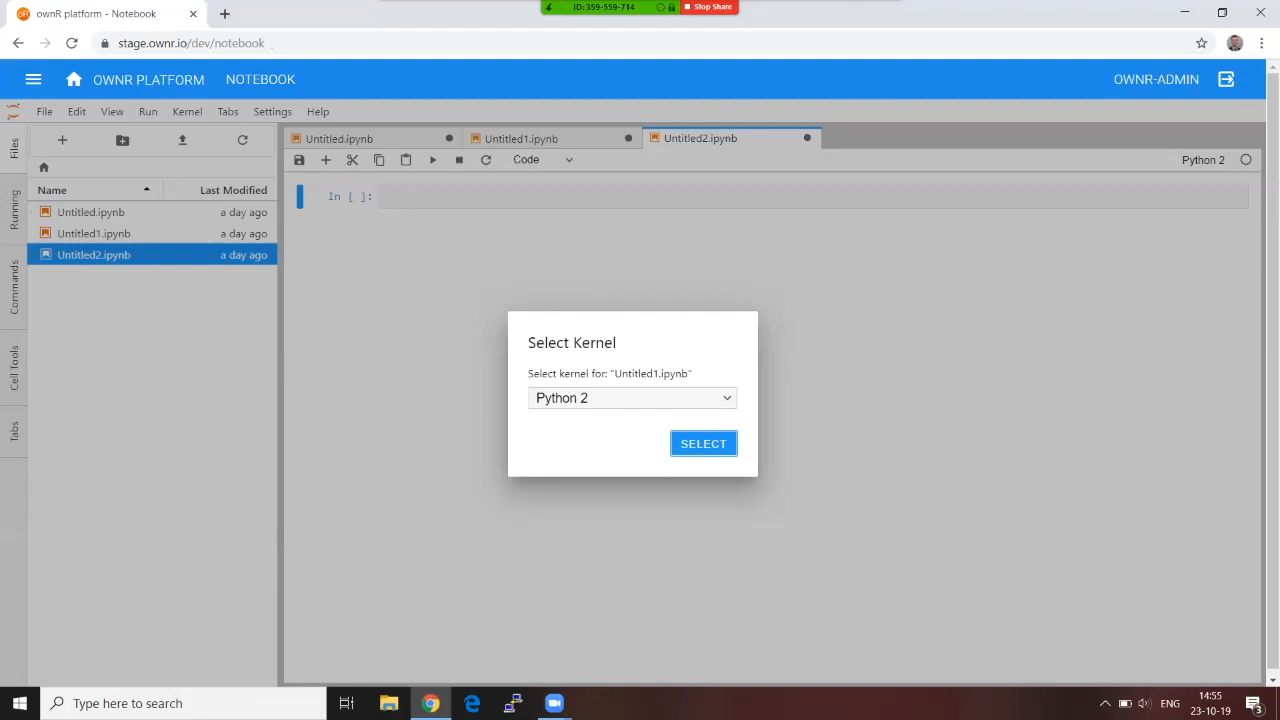 ownR platform - Notebook
ID: 359-559-714
Stop Share
stage.ownr.io/dev/notebook
OWNR PLATFORM
NOTEBOOK
OWNR-ADMIN
File Edit View Run Kernel Tabs Settings Help
Files
Running
Commands
Cell Tools
Tabs
Name Last Modified
Untitled.ipynb a day ago
Untitled1.ipynb a day ago
Untitled2.ipynb a day ago
Untitled.ipynb Untitled1.ipynb Untitled2.ipynb
Code Python 2
In [ ]:
Select Kernel
Select kernel for: "Untitled1.ipynb"
Python 2
SELECT
Type here to search
ENG
14:55
23-10-19
3